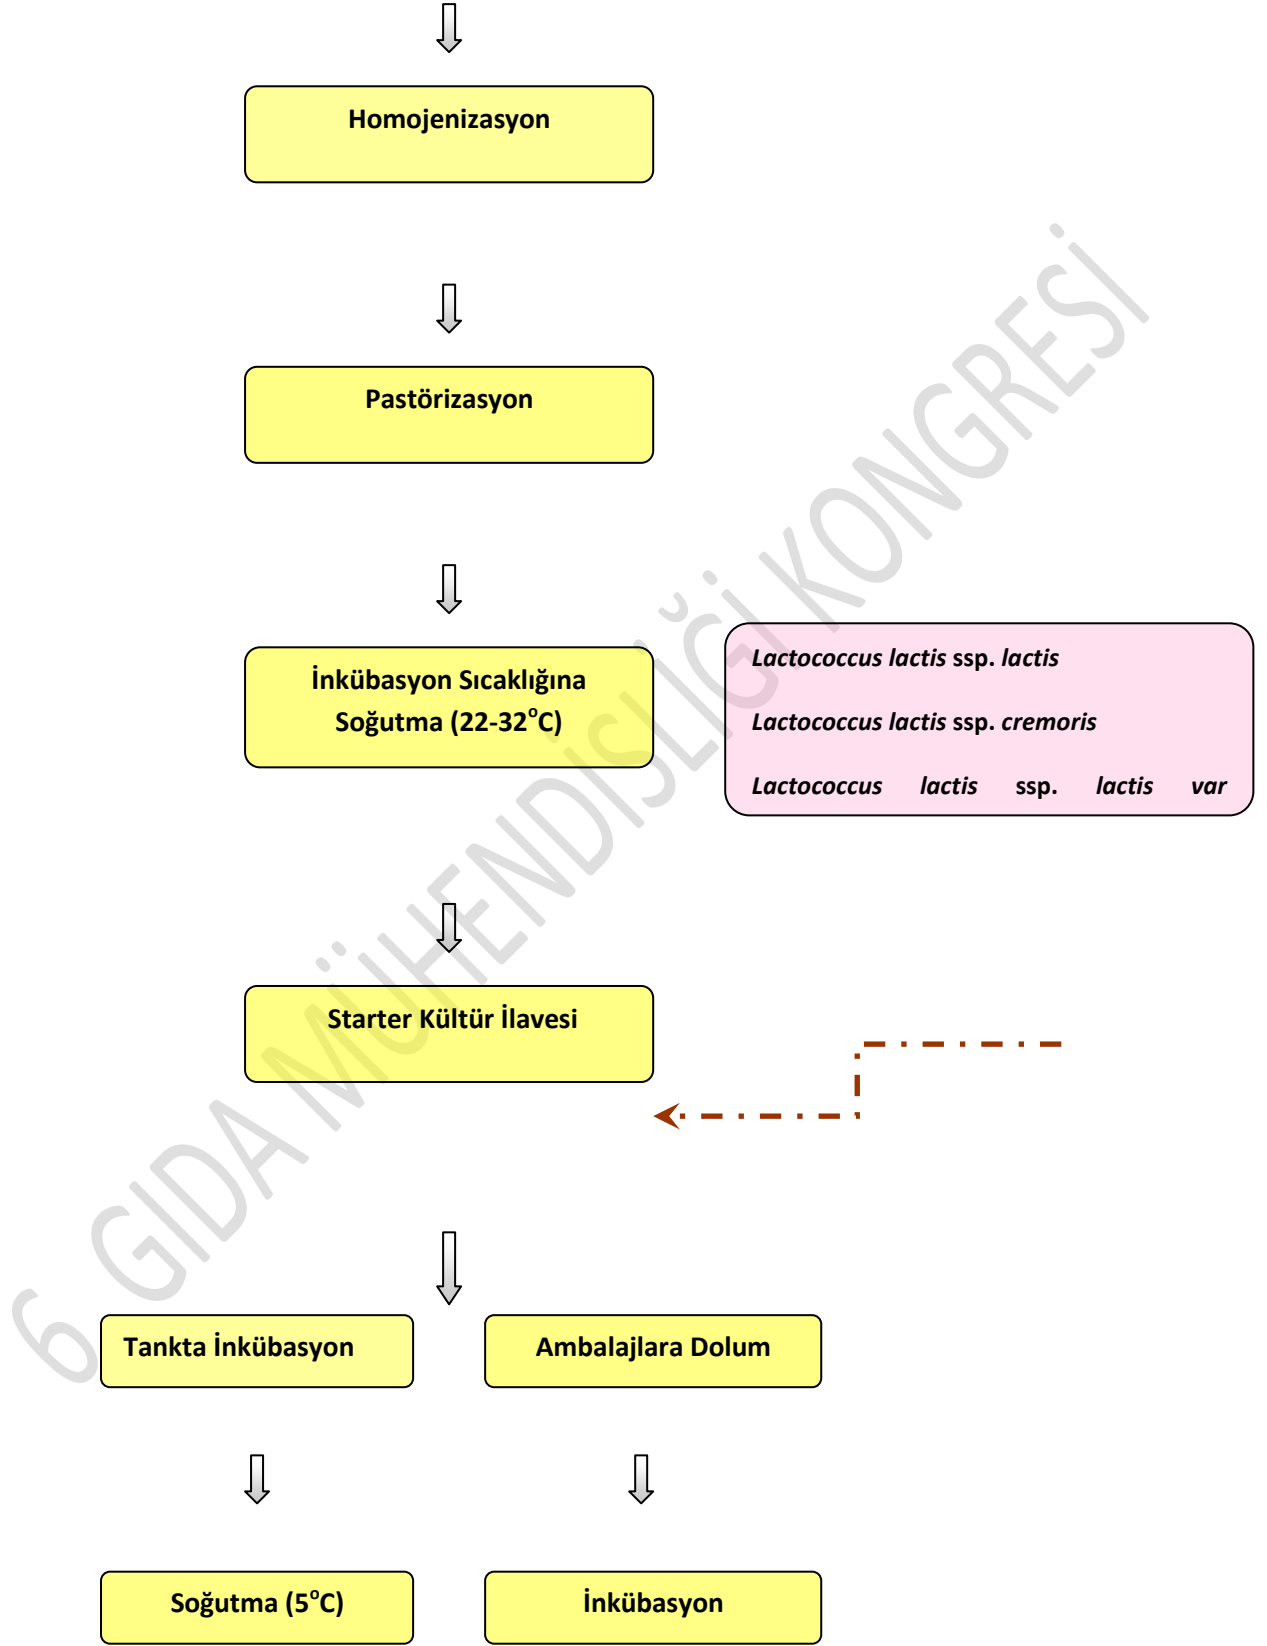 Homojenizasyon
Pastörizasyon
İnkübasyon Sıcaklığına
Soğutma (22-32°C)
Lactococcus lactis ssp. lactis
Lactococcus lactis ssp. cremoris
Lactococcus lactis ssp. lactis var
Starter Kültür İlavesi
Tankta İnkübasyon
Ambalajlara Dolum
Soğutma (5°C)
İnkübasyon
6. GIDA MÜHENDİSLİĞİ KONGRESİ